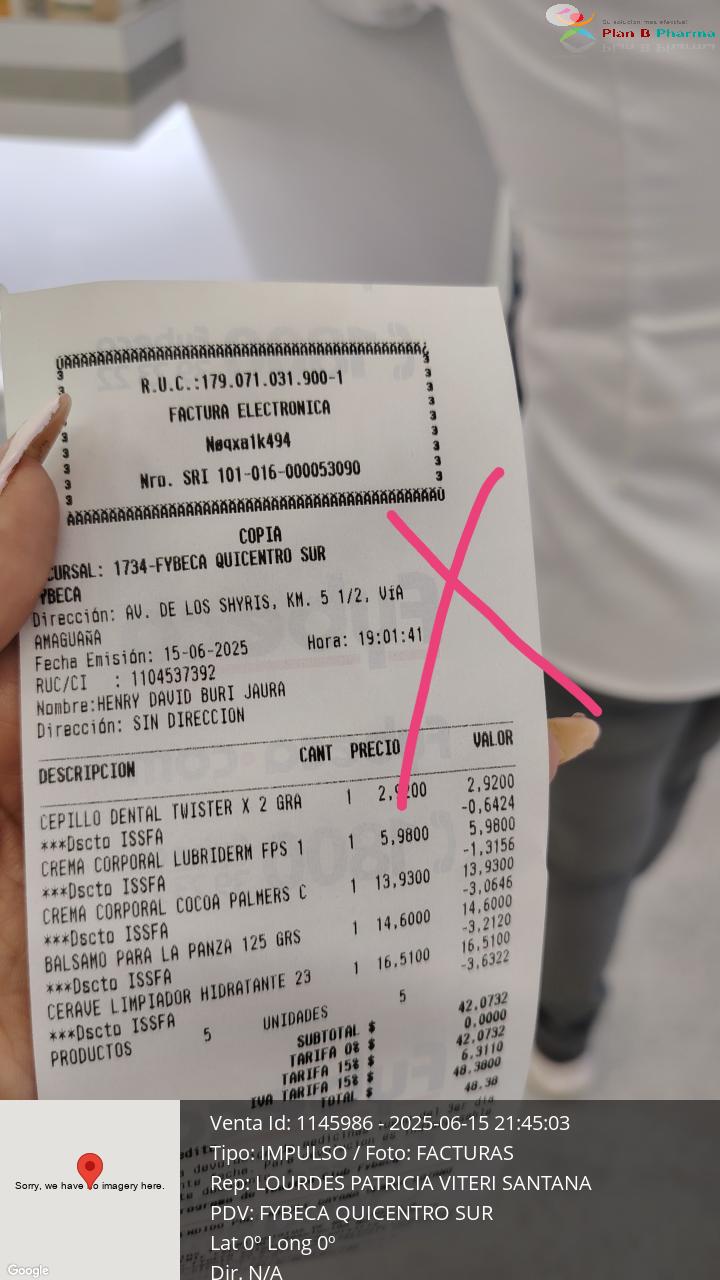 Su solucion mas efectiva!
Plan B Pharma
R.U.C.:179.071.031.900-1
FACTURA ELECTRONICA
Nøqxa1k494
Nro. SRI 101-016-000053090
COPIA
CURSAL: 1734-FYBECA QUICENTRO SUR
YBECA
Dirección: AV. DE LOS SHYRIS, KM. 5 1/2, VíA
AMAGUAñA
Fecha Emisión: 15-06-2025 Hora: 19:01:41
RUC/CI : 1104537392
Nombre:HENRY DAVID BURI JAURA
Dirección: SIN DIRECCION
DESCRIPCION CANT PRECIO VALOR
CEPILLO DENTAL TWISTER X 2 GRA 1 2,9200 2,9200
***Dscto ISSFA -0,6424
CREMA CORPORAL LUBRIDERM FPS 1 1 5,9800 5,9800
***Dscto ISSFA -1,3156
CREMA CORPORAL COCOA PALMERS C 1 13,9300 13,9300
***Dscto ISSFA -3,0646
BALSAMO PARA LA PANZA 125 GRS 1 14,6000 14,6000
***Dscto ISSFA -3,2120
CERAVE LIMPIADOR HIDRATANTE 23 1 16,5100 16,5100
***Dscto ISSFA -3,6322
PRODUCTOS 5 UNIDADES 5
SUBTOTAL $ 42.0732
TARIFA 0% $ 0.0000
TARIFA 15% $ 42.0732
IVA TARIFA 15% $ 6.3110
TOTAL $ 48.3800
48.38
Sorry, we have no imagery here.
Google
Venta Id: 1145986 - 2025-06-15 21:45:03
Tipo: IMPULSO / Foto: FACTURAS
Rep: LOURDES PATRICIA VITERI SANTANA
PDV: FYBECA QUICENTRO SUR
Lat 0º Long 0º
Dir. N/A